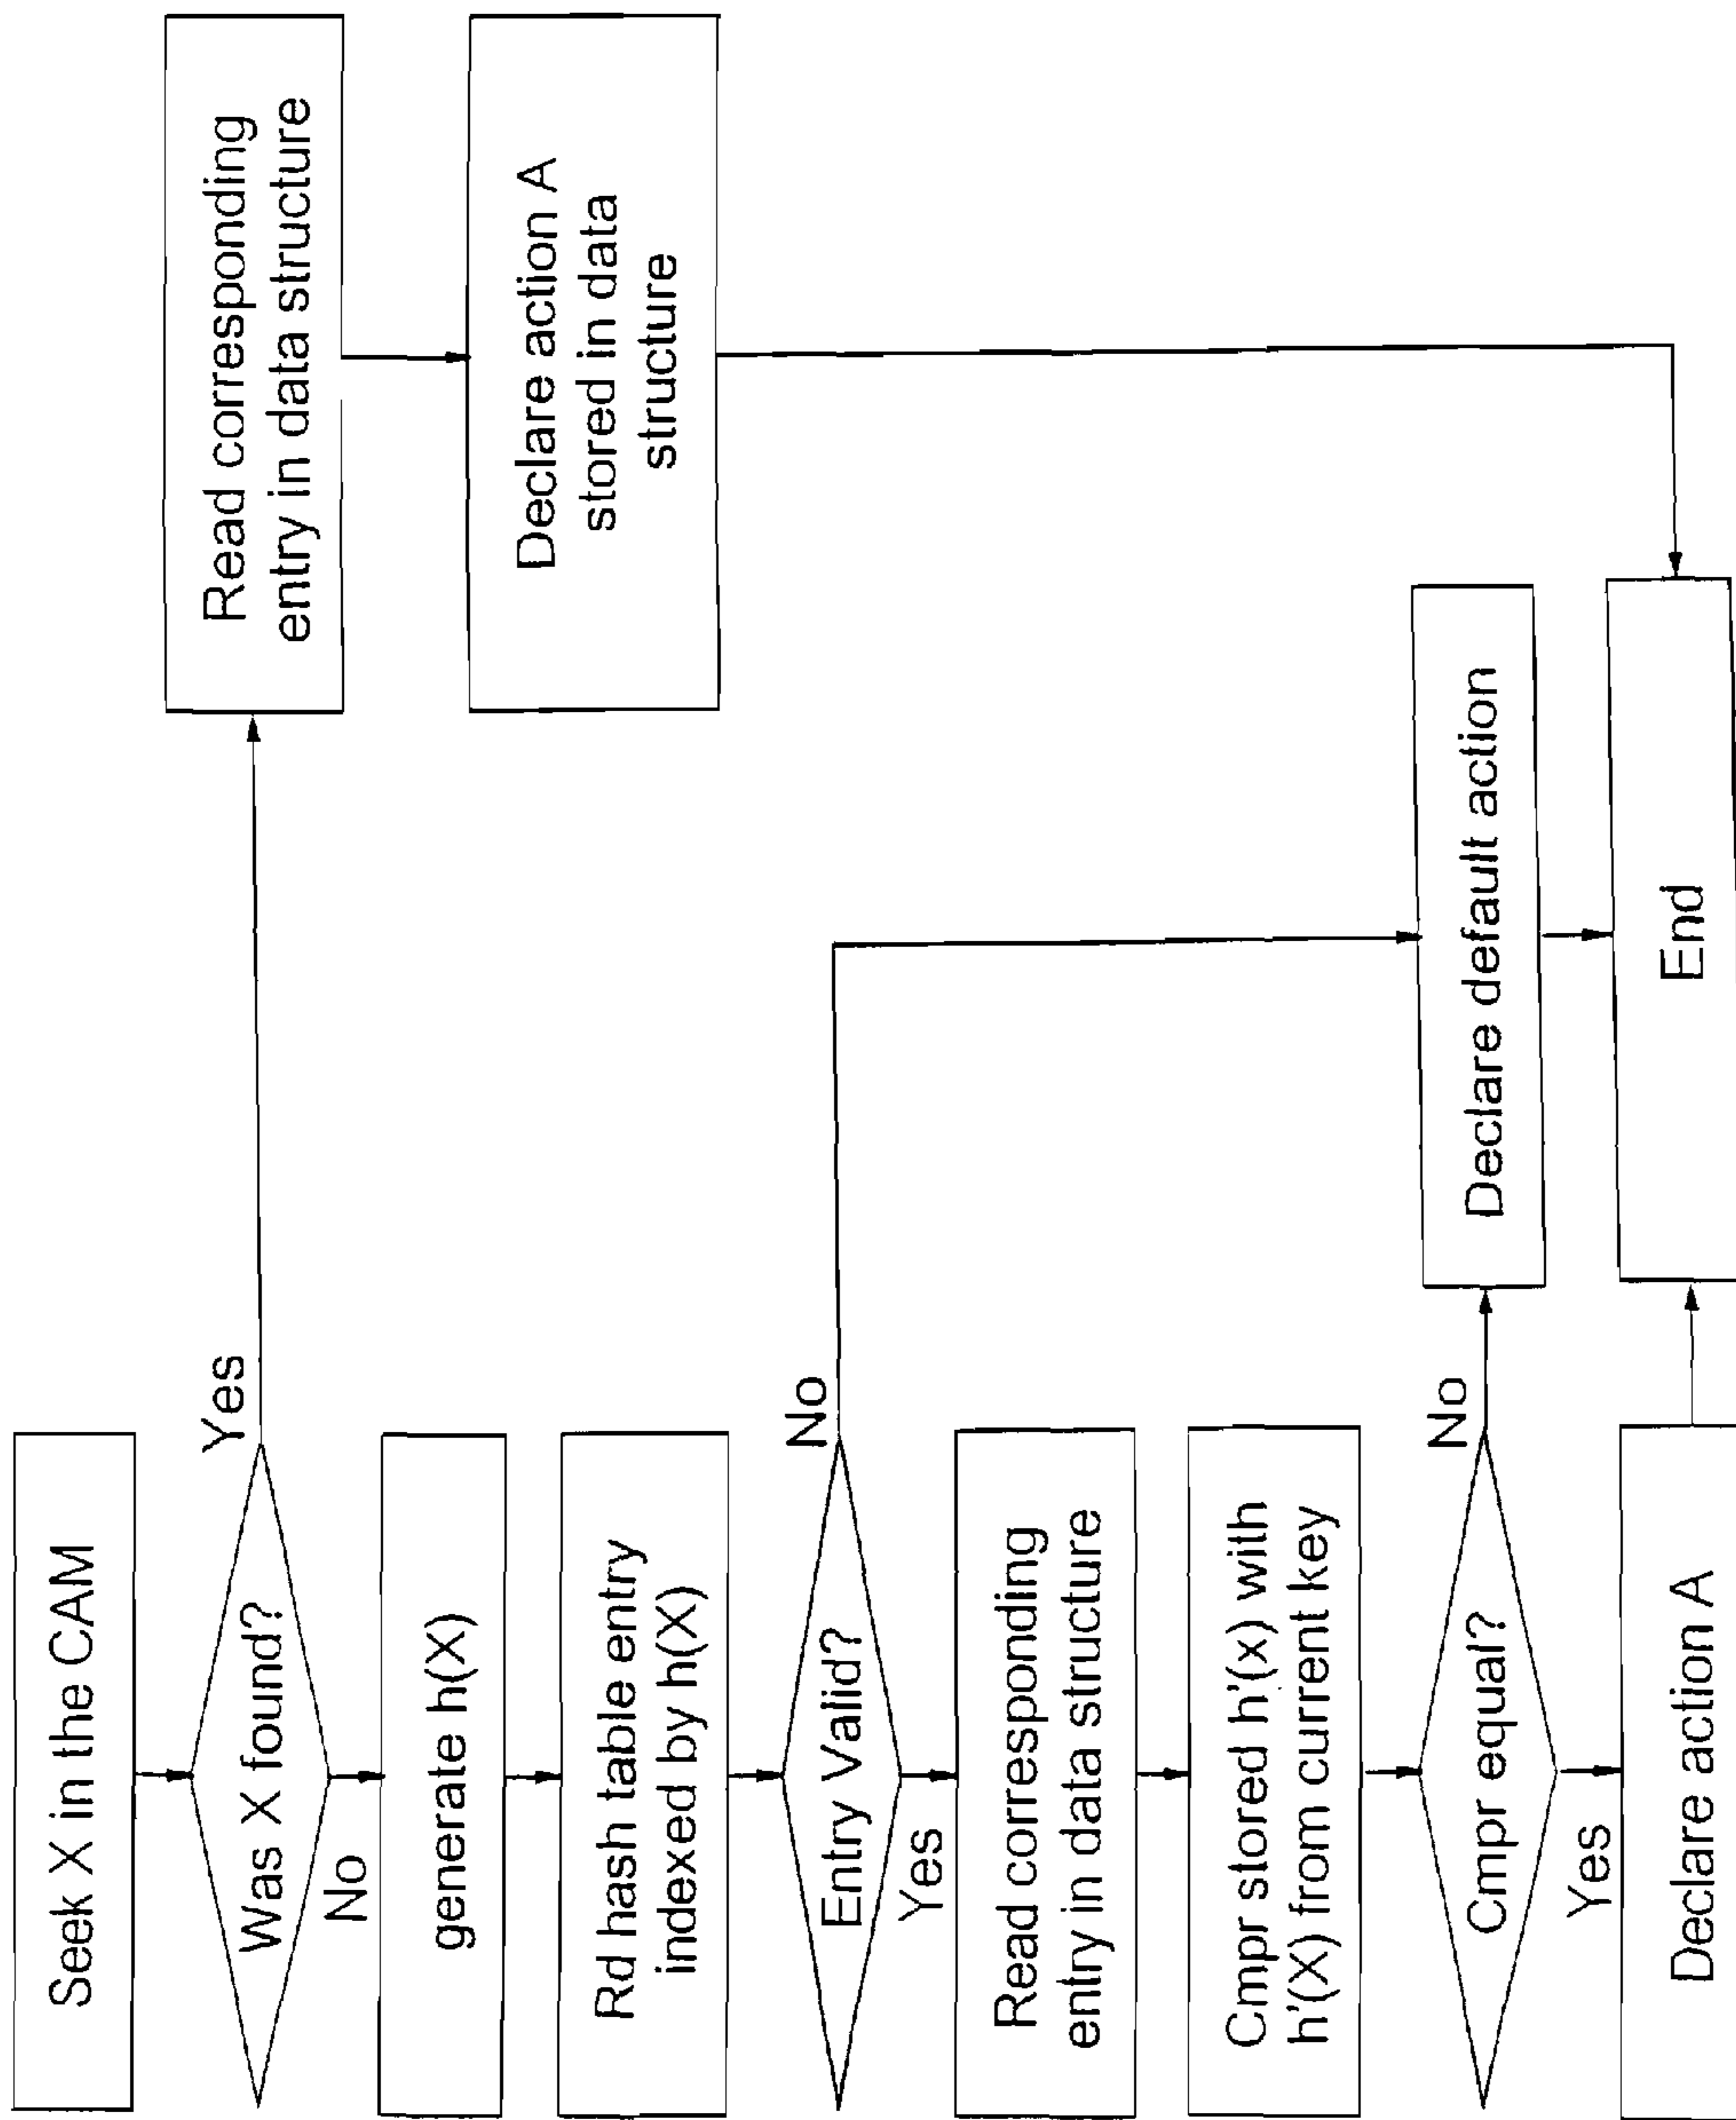 Seek X in the CAM
Was X found?
Yes
No
Read corresponding
entry in data structure
Declare action A
stored in data
structure
generate h(X)
Rd hash table entry
indexed by h(X)
Entry Valid?
No
Yes
Read corresponding
entry in data structure
Cmpr stored h'(x) with
h'(X) from current key
Cmpr equal?
No
Yes
Declare default action
Declare action A
End